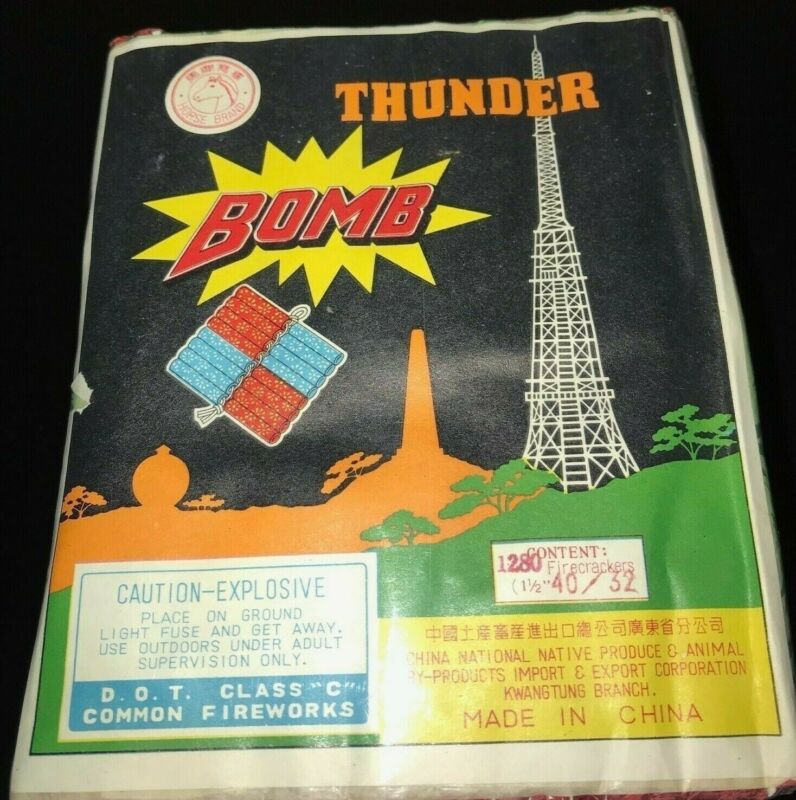 HORSE BRAND
THUNDER
BOMB
CONTENT:
1280 Firecrackers
(1½" 40/32
CAUTION-EXPLOSIVE
PLACE ON GROUND
LIGHT FUSE AND GET AWAY.
USE OUTDOORS UNDER ADULT
SUPERVISION ONLY.
D.O.T. CLASS "C"
COMMON FIREWORKS
中國土產畜產進出口總公司廣東省分公司
CHINA NATIONAL NATIVE PRODUCE & ANIMAL
BY-PRODUCTS IMPORT & EXPORT CORPORATION
KWANGTUNG BRANCH.
MADE IN CHINA